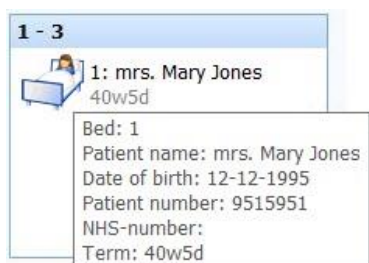 1 - 3
1: mrs. Mary Jones
40w5d
Bed: 1
Patient name: mrs. Mary Jones
Date of birth: 12-12-1995
Patient number: 9515951
NHS-number:
Term: 40w5d